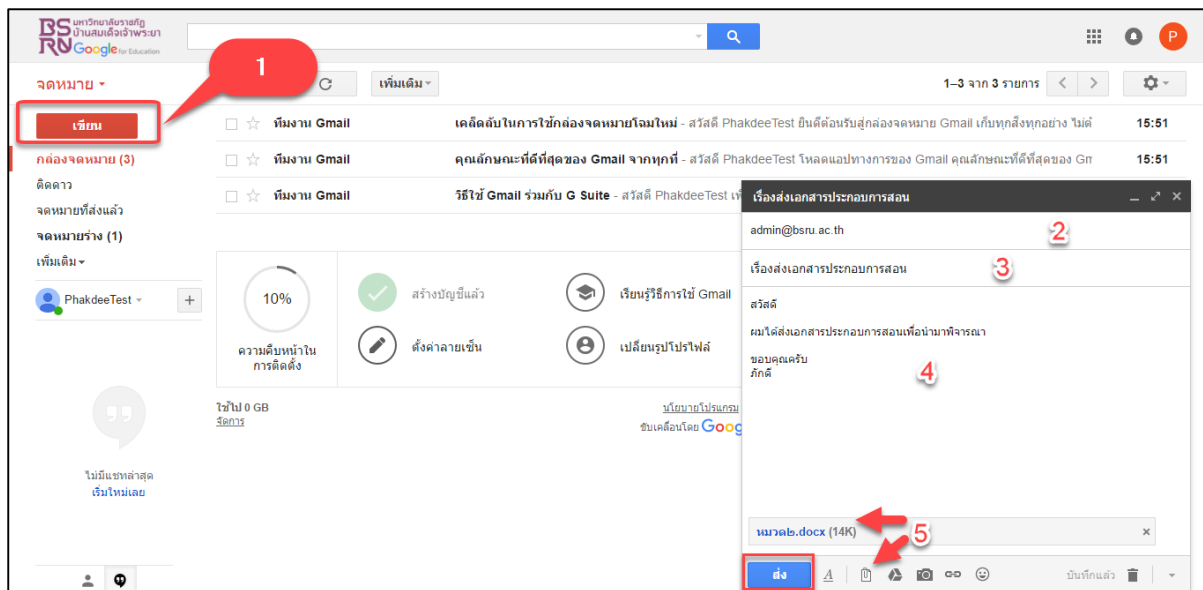 BS มหาวิทยาลัยราชภัฏ
บ้านสมเด็จเจ้าพระยา
RN Google for Education
P
1
จดหมาย
เพิ่มเติม
1–3 จาก 3 รายการ
เขียน
ทีมงาน Gmail เคล็ดลับในการใช้กล่องจดหมายโฉมใหม่ - สวัสดี PhakdeeTest ยินดีต้อนรับสู่กล่องจดหมาย Gmail เก็บทุกสิ่งทุกอย่าง ไม่ต้ 15:51
กล่องจดหมาย (3)
ทีมงาน Gmail คุณลักษณะที่ดีที่สุดของ Gmail จากทุกที่ - สวัสดี PhakdeeTest โหลดแอปทางการของ Gmail คุณลักษณะที่ดีที่สุดของ Gm 15:51
ติดดาว
จดหมายที่ส่งแล้ว
ทีมงาน Gmail วิธีใช้ Gmail ร่วมกับ G Suite - สวัสดี PhakdeeTest
จดหมายร่าง (1)
เพิ่มเติม
PhakdeeTest
10%
ความคืบหน้าใน
การติดตั้ง
สร้างบัญชีแล้ว
เรียนรู้วิธีการใช้ Gmail
ตั้งค่าลายเซ็น
เปลี่ยนรูปโปรไฟล์
ใช้ไป 0 GB
จัดการ
นโยบายโปรแกรม
ขับเคลื่อนโดย Goog
ไม่มีแชทล่าสุด
เริ่มใหม่เลย
เรื่องส่งเอกสารประกอบการสอน
admin@bsru.ac.th 2
เรื่องส่งเอกสารประกอบการสอน 3
สวัสดี
ผมได้ส่งเอกสารประกอบการสอนเพื่อนำมาพิจารณา
ขอบคุณครับ
ภักดี
4
หมวด๒.docx (14K)
5
ส่ง
A
บันทึกแล้ว